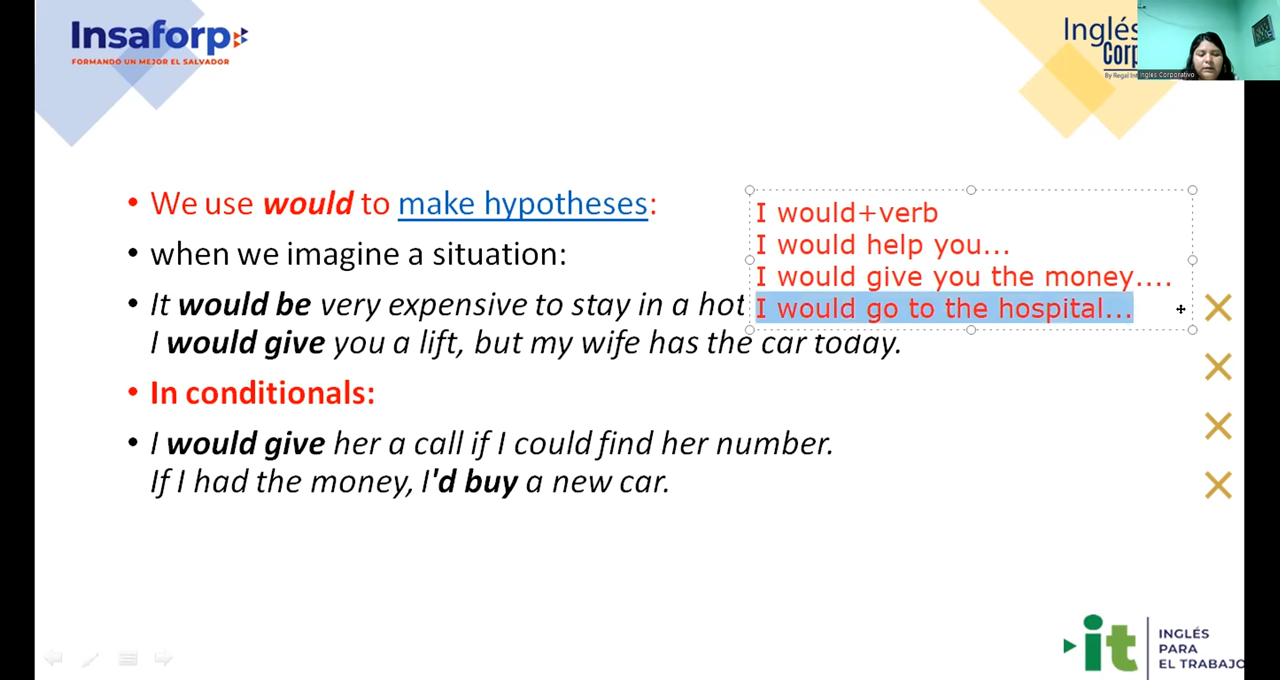 Insaforp
FORMANDO UN MEJOR EL SALVADOR
Inglés
Corp
Inglés Corporativo
We use would to make hypotheses:
when we imagine a situation:
It would be very expensive to stay in a hot
I would give you a lift, but my wife has the car today.
In conditionals:
I would give her a call if I could find her number.
If I had the money, I'd buy a new car.
I would+verb
I would help you...
I would give you the money....
I would go to the hospital...
it
INGLÉS
PARA
EL TRABAJO